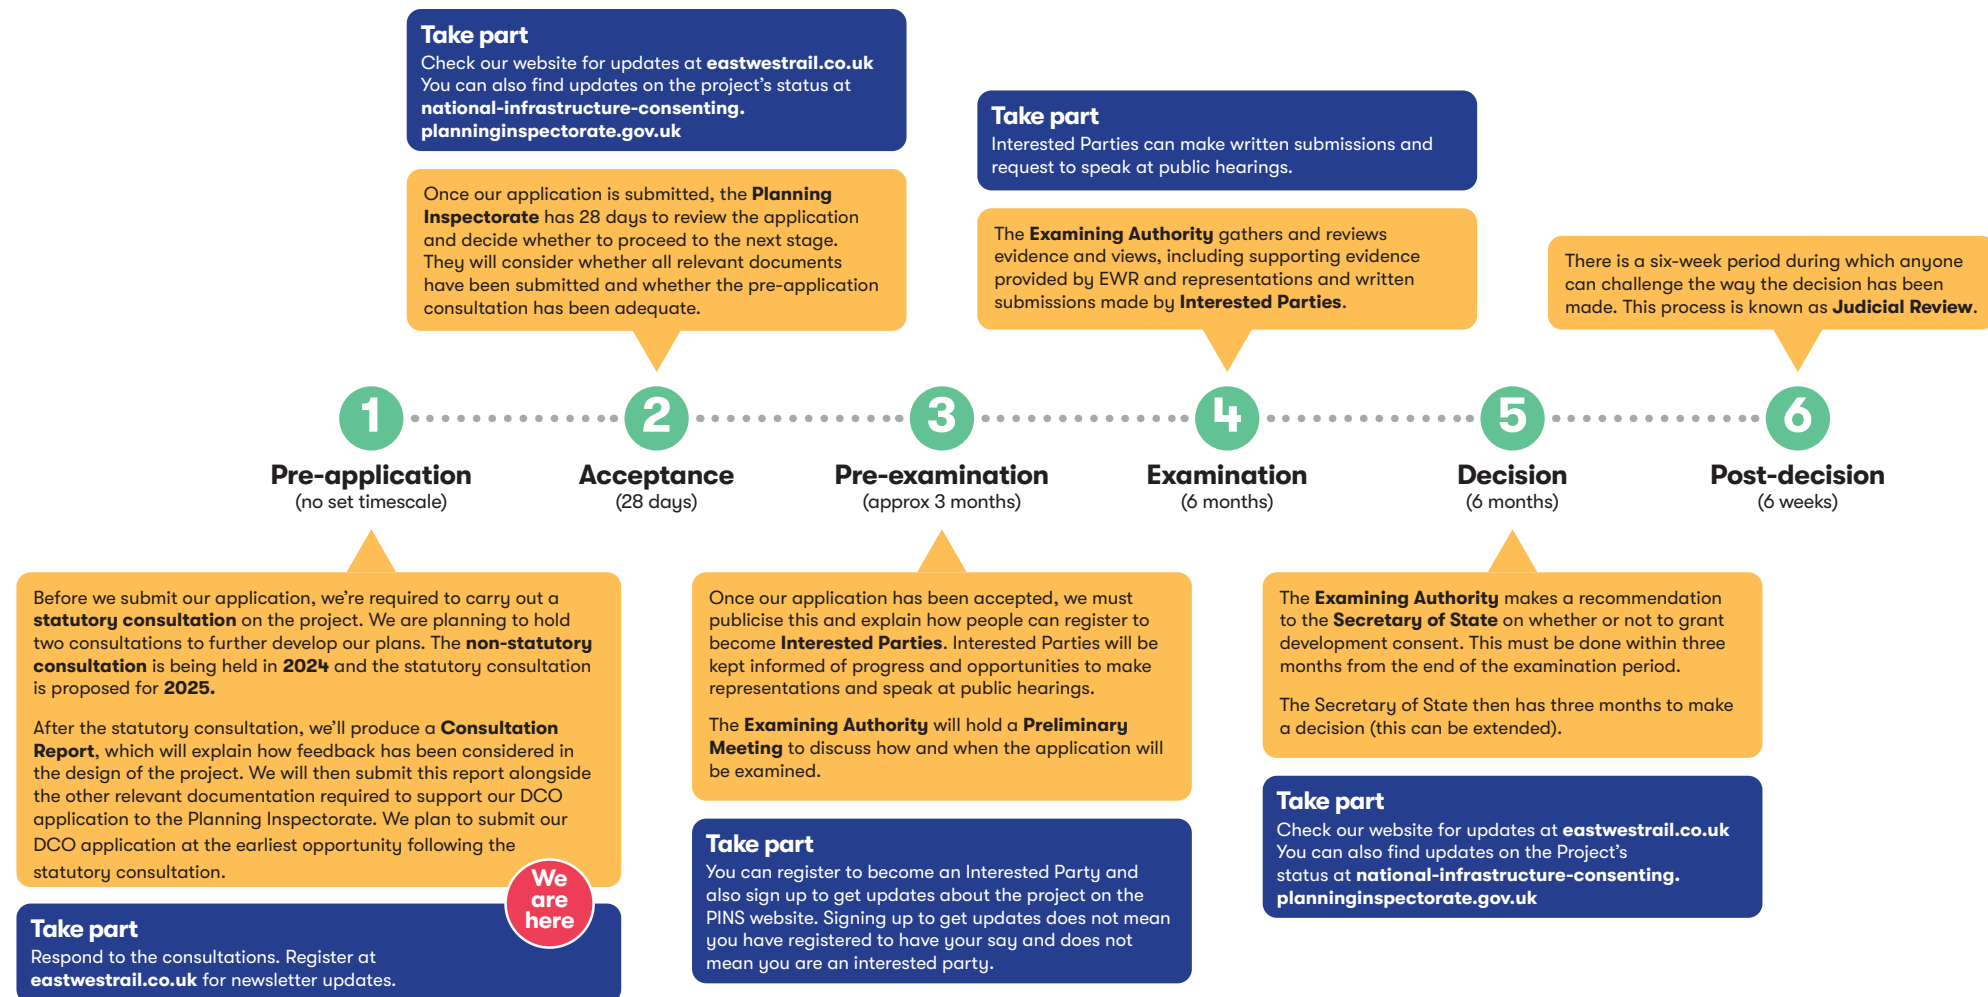 Take part
Check our website for updates at eastwestrail.co.uk
You can also find updates on the project's status at
national-infrastructure-consenting.
planninginspectorate.gov.uk
Once our application is submitted, the Planning
Inspectorate has 28 days to review the application
and decide whether to proceed to the next stage.
They will consider whether all relevant documents
have been submitted and whether the pre-application
consultation has been adequate.
Take part
Interested Parties can make written submissions and
request to speak at public hearings.
The Examining Authority gathers and reviews
evidence and views, including supporting evidence
provided by EWR and representations and written
submissions made by Interested Parties.
There is a six-week period during which anyone
can challenge the way the decision has been
made. This process is known as Judicial Review.
1
Pre-application
(no set timescale)
2
Acceptance
(28 days)
3
Pre-examination
(approx 3 months)
4
Examination
(6 months)
5
Decision
(6 months)
6
Post-decision
(6 weeks)
Before we submit our application, we're required to carry out a
statutory consultation on the project. We are planning to hold
two consultations to further develop our plans. The non-statutory
consultation is being held in 2024 and the statutory consultation
is proposed for 2025.
After the statutory consultation, we'll produce a Consultation
Report, which will explain how feedback has been considered in
the design of the project. We will then submit this report alongside
the other relevant documentation required to support our DCO
application to the Planning Inspectorate. We plan to submit our
DCO application at the earliest opportunity following the
statutory consultation.
We
are
here
Take part
Respond to the consultations. Register at
eastwestrail.co.uk for newsletter updates.
Once our application has been accepted, we must
publicise this and explain how people can register to
become Interested Parties. Interested Parties will be
kept informed of progress and opportunities to make
representations and speak at public hearings.
The Examining Authority will hold a Preliminary
Meeting to discuss how and when the application will
be examined.
Take part
You can register to become an Interested Party and
also sign up to get updates about the project on the
PINS website. Signing up to get updates does not mean
you have registered to have your say and does not
mean you are an interested party.
The Examining Authority makes a recommendation
to the Secretary of State on whether or not to grant
development consent. This must be done within three
months from the end of the examination period.
The Secretary of State then has three months to make
a decision (this can be extended).
Take part
Check our website for updates at eastwestrail.co.uk
You can also find updates on the Project's
status at national-infrastructure-consenting.
planninginspectorate.gov.uk